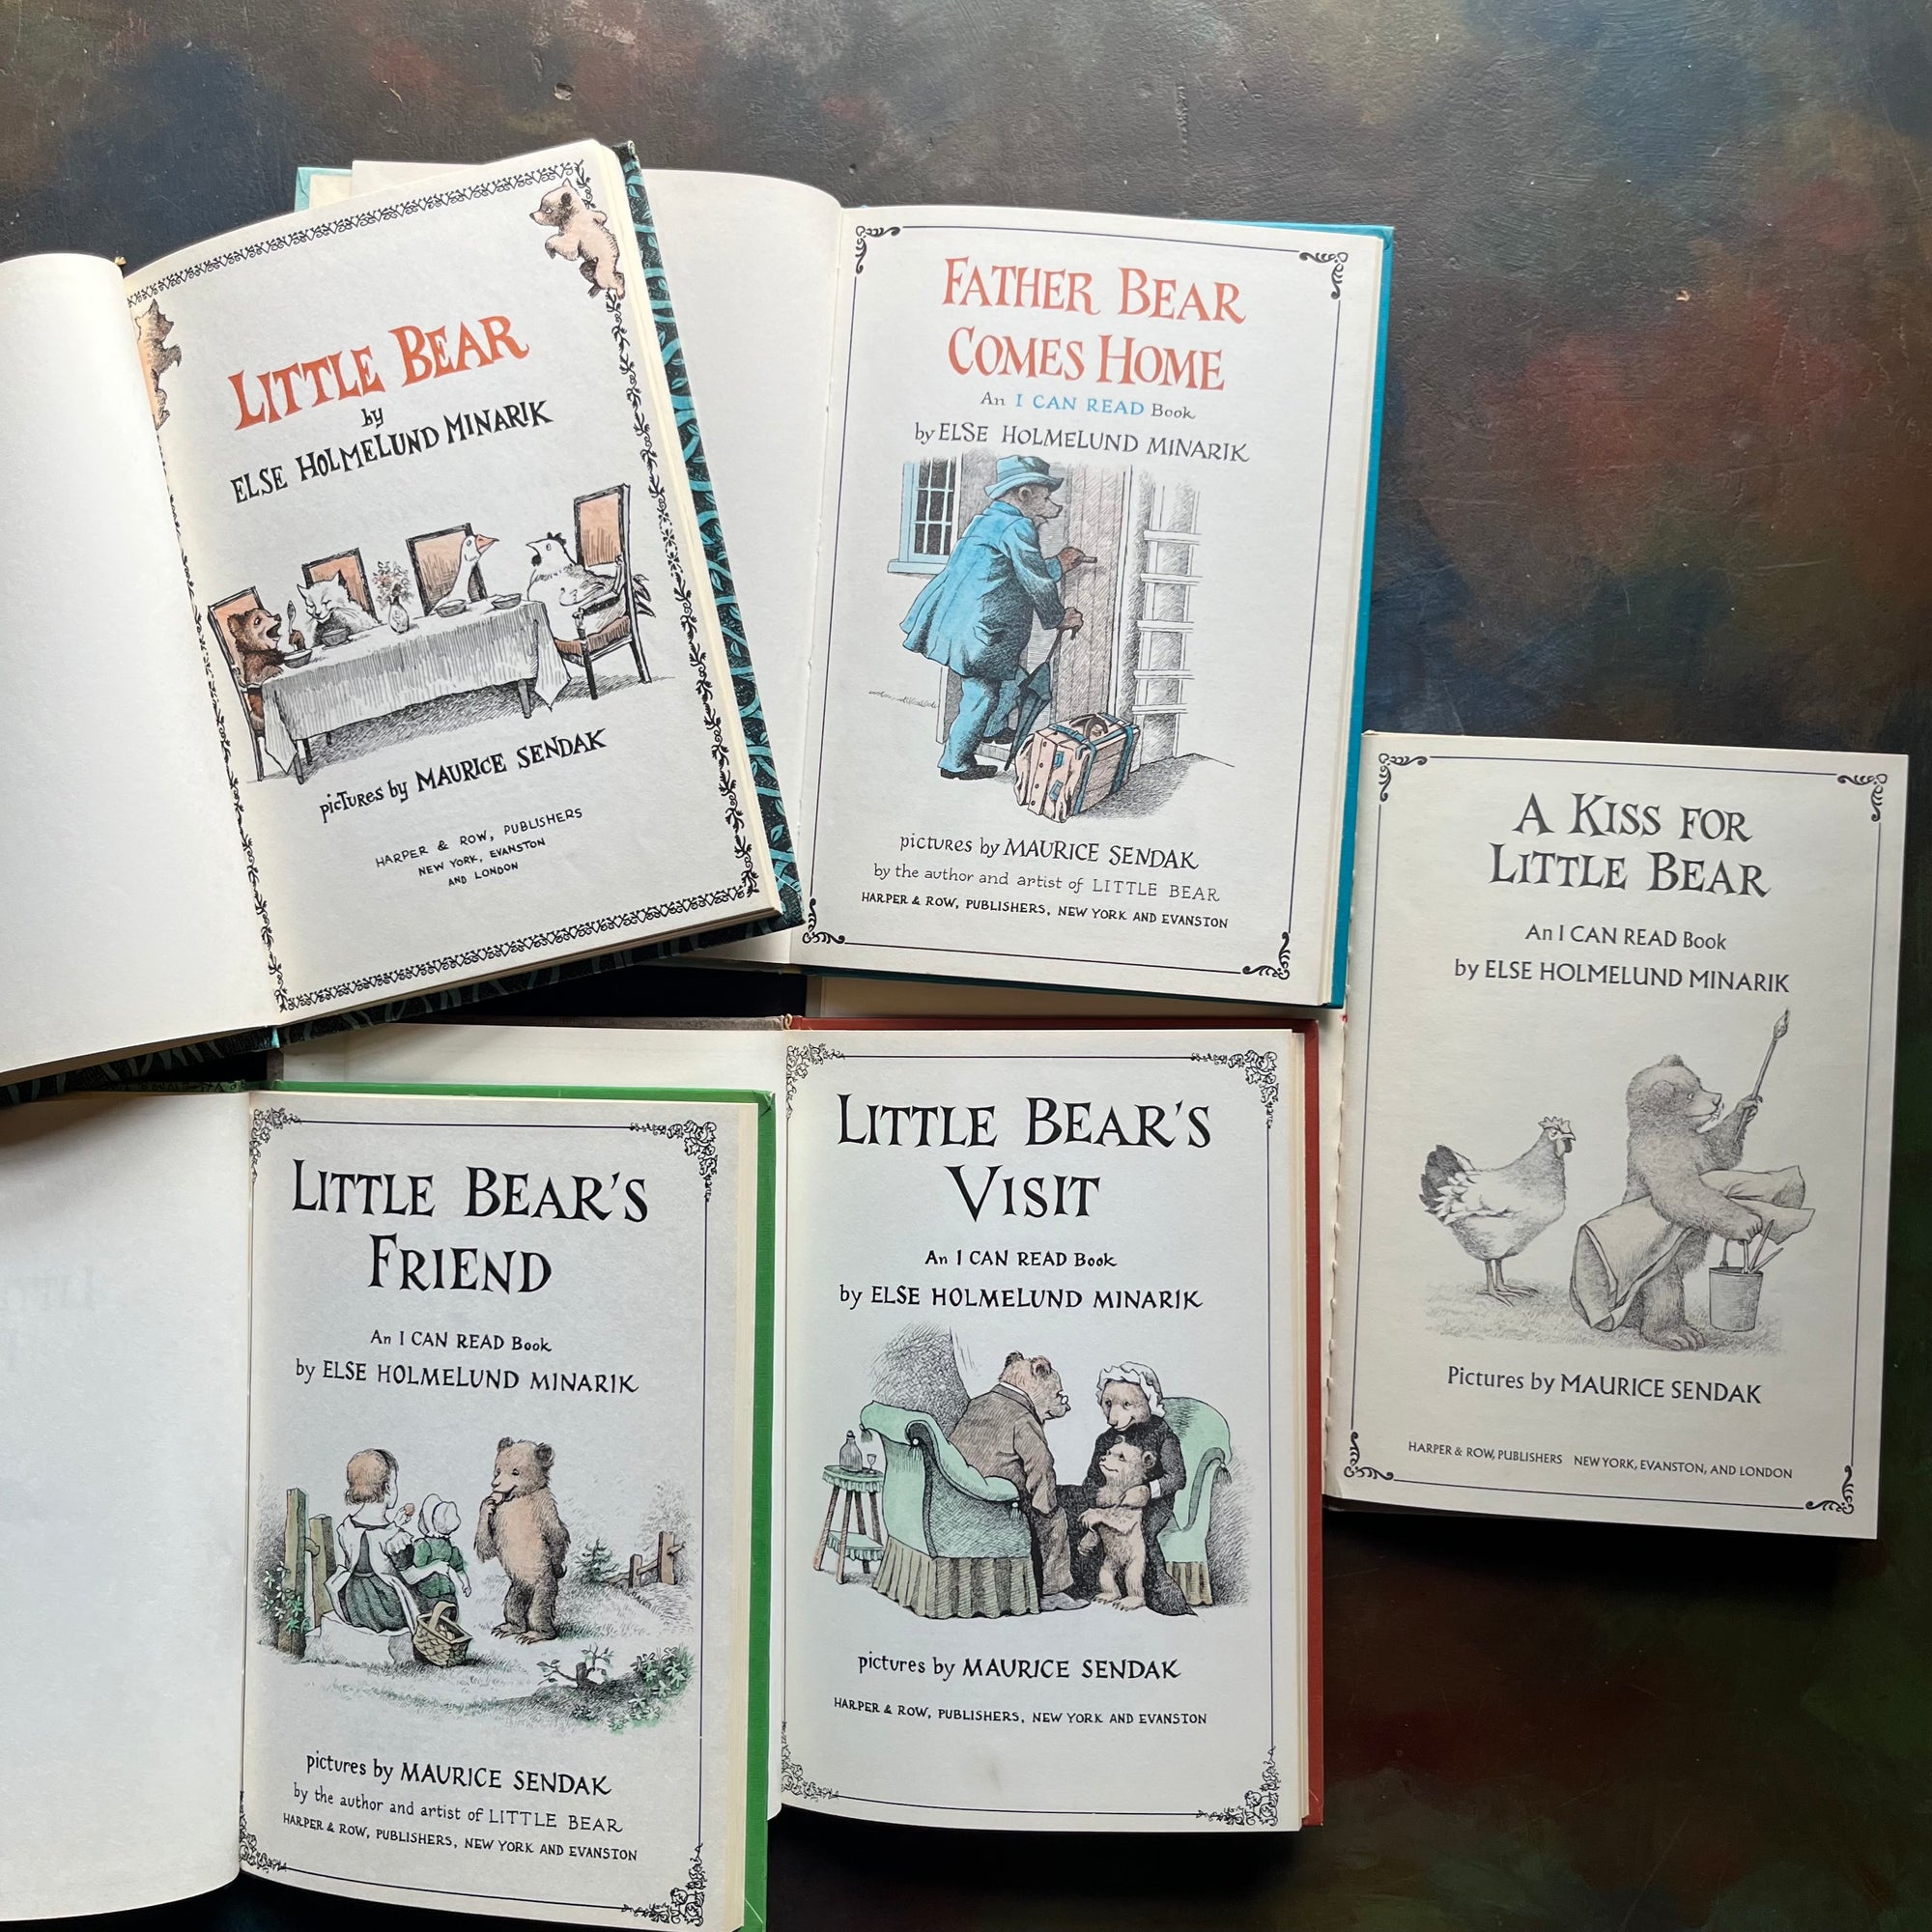 LITTLE BEAR
by
ELSE HOLMELUND MINARIK
pictures by MAURICE SENDAK
HARPER & ROW, PUBLISHERS
NEW YORK, EVANSTON
AND LONDON
FATHER BEAR
COMES HOME
An I CAN READ Book
by ELSE HOLMELUND MINARIK
pictures by MAURICE SENDAK
by the author and artist of LITTLE BEAR
HARPER & ROW, PUBLISHERS, NEW YORK AND EVANSTON
A KISS FOR
LITTLE BEAR
An I CAN READ Book
by ELSE HOLMELUND MINARIK
Pictures by MAURICE SENDAK
HARPER & ROW, PUBLISHERS NEW YORK, EVANSTON, AND LONDON
LITTLE BEAR'S
FRIEND
An I CAN READ Book
by ELSE HOLMELUND MINARIK
pictures by MAURICE SENDAK
by the author and artist of LITTLE BEAR
HARPER & ROW, PUBLISHERS, NEW YORK AND EVANSTON
LITTLE BEAR'S
VISIT
An I CAN READ Book
by ELSE HOLMELUND MINARIK
pictures by MAURICE SENDAK
HARPER & ROW, PUBLISHERS, NEW YORK AND EVANSTON